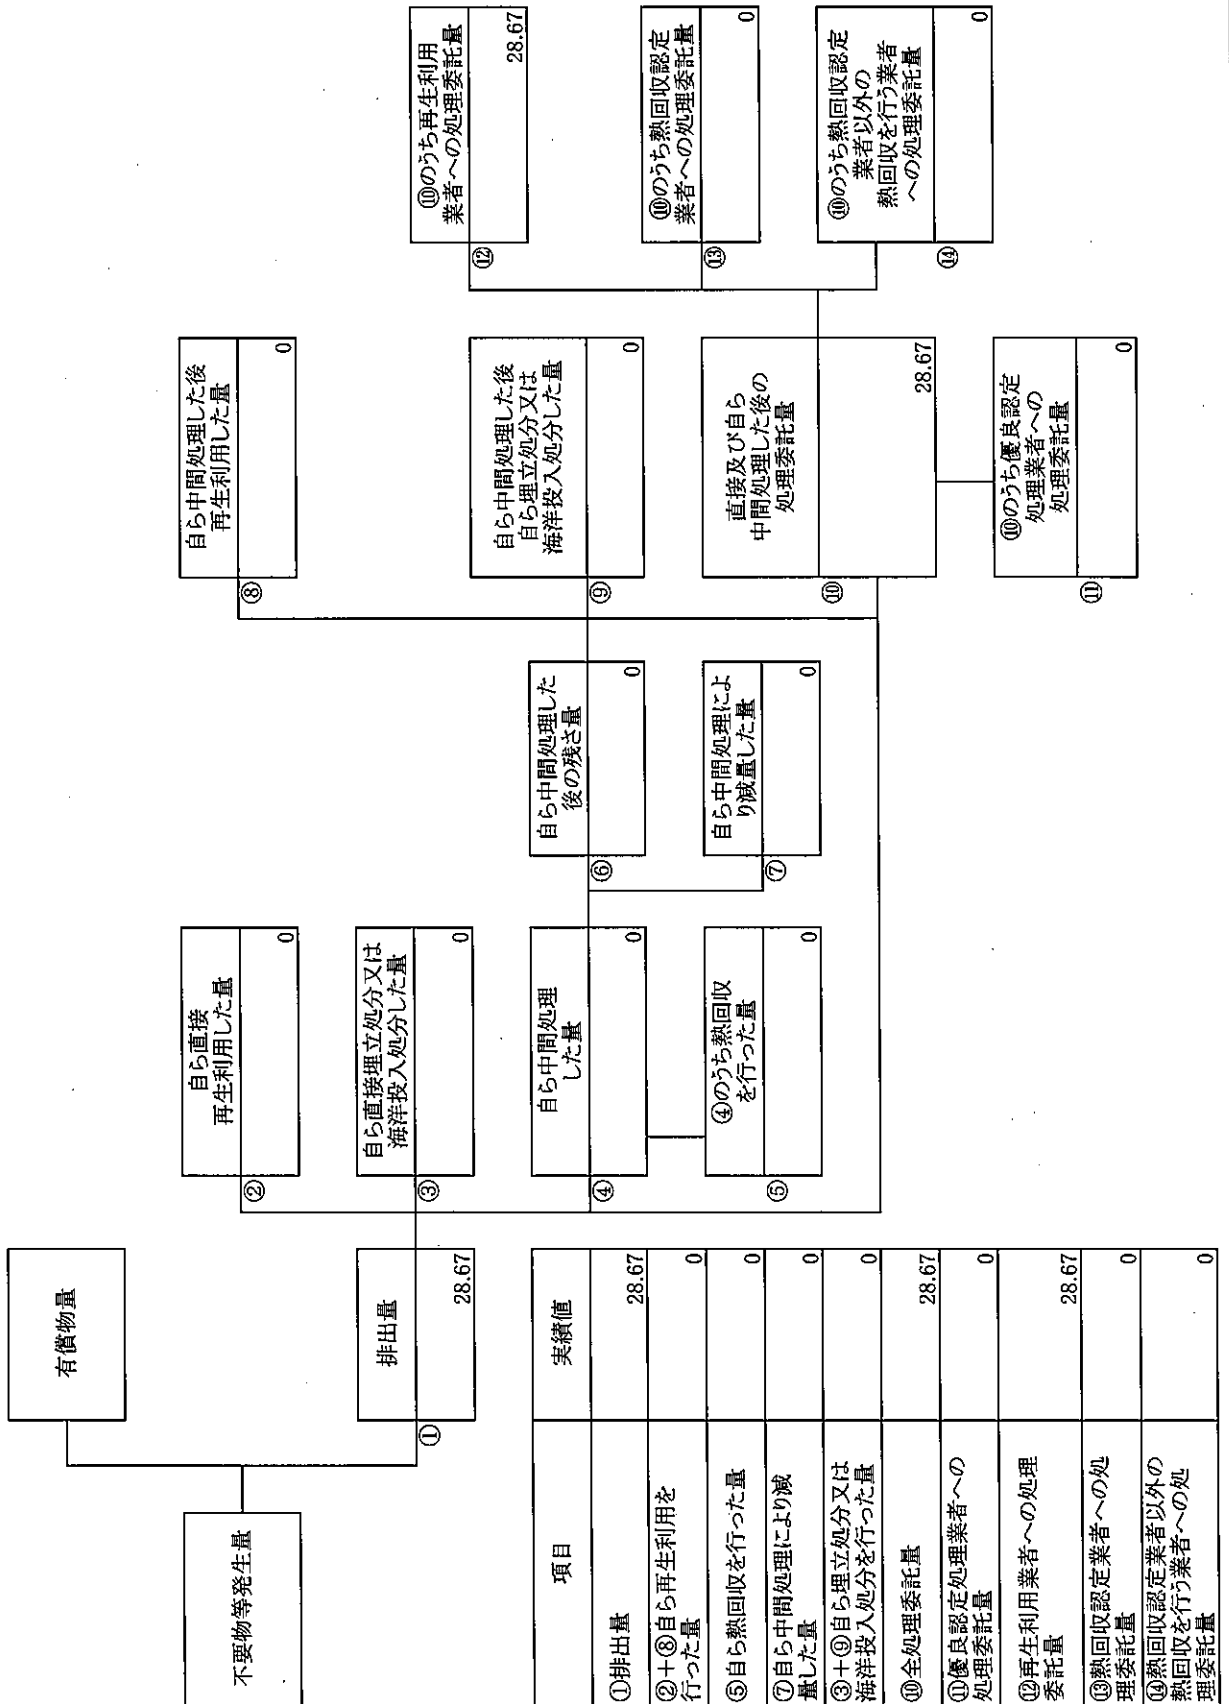 不要物等発生量
有償物量
排出量
①
28.67
自ら直接
再生利用した量
②
0
自ら直接埋立処分又は
海洋投入処分した量
③
0
自ら中間処理
した量
④
0
④のうち熱回収
を行った量
⑤
0
自ら中間処理した
後の残さ量
⑥
0
自ら中間処理によ
り減量した量
⑦
0
自ら中間処理した後
再生利用した量
⑧
0
自ら中間処理した後
自ら埋立処分又は
海洋投入処分した量
⑨
0
直接及び自ら
中間処理した後の
処理委託量
⑩
28.67
⑩のうち優良認定
処理業者への
処理委託量
⑪
0
⑩のうち再生利用
業者への処理委託量
⑫
28.67
⑩のうち熱回収認定
業者への処理委託量
⑬
0
⑩のうち熱回収認定
業者以外の
熱回収を行う業者
への処理委託量
⑭
0
項目 実績値
①排出量 28.67
②+⑧自ら再生利用を
行った量 0
⑤自ら熱回収を行った量 0
⑦自ら中間処理により減
量した量 0
③+⑨自ら埋立処分又は
海洋投入処分を行った量 0
⑩全処理委託量 28.67
⑪優良認定処理業者への
処理委託量 0
⑫再生利用業者への処理
委託量 28.67
⑬熱回収認定業者への処
理委託量 0
⑭熱回収認定業者以外の
熱回収を行う業者への処
理委託量 0